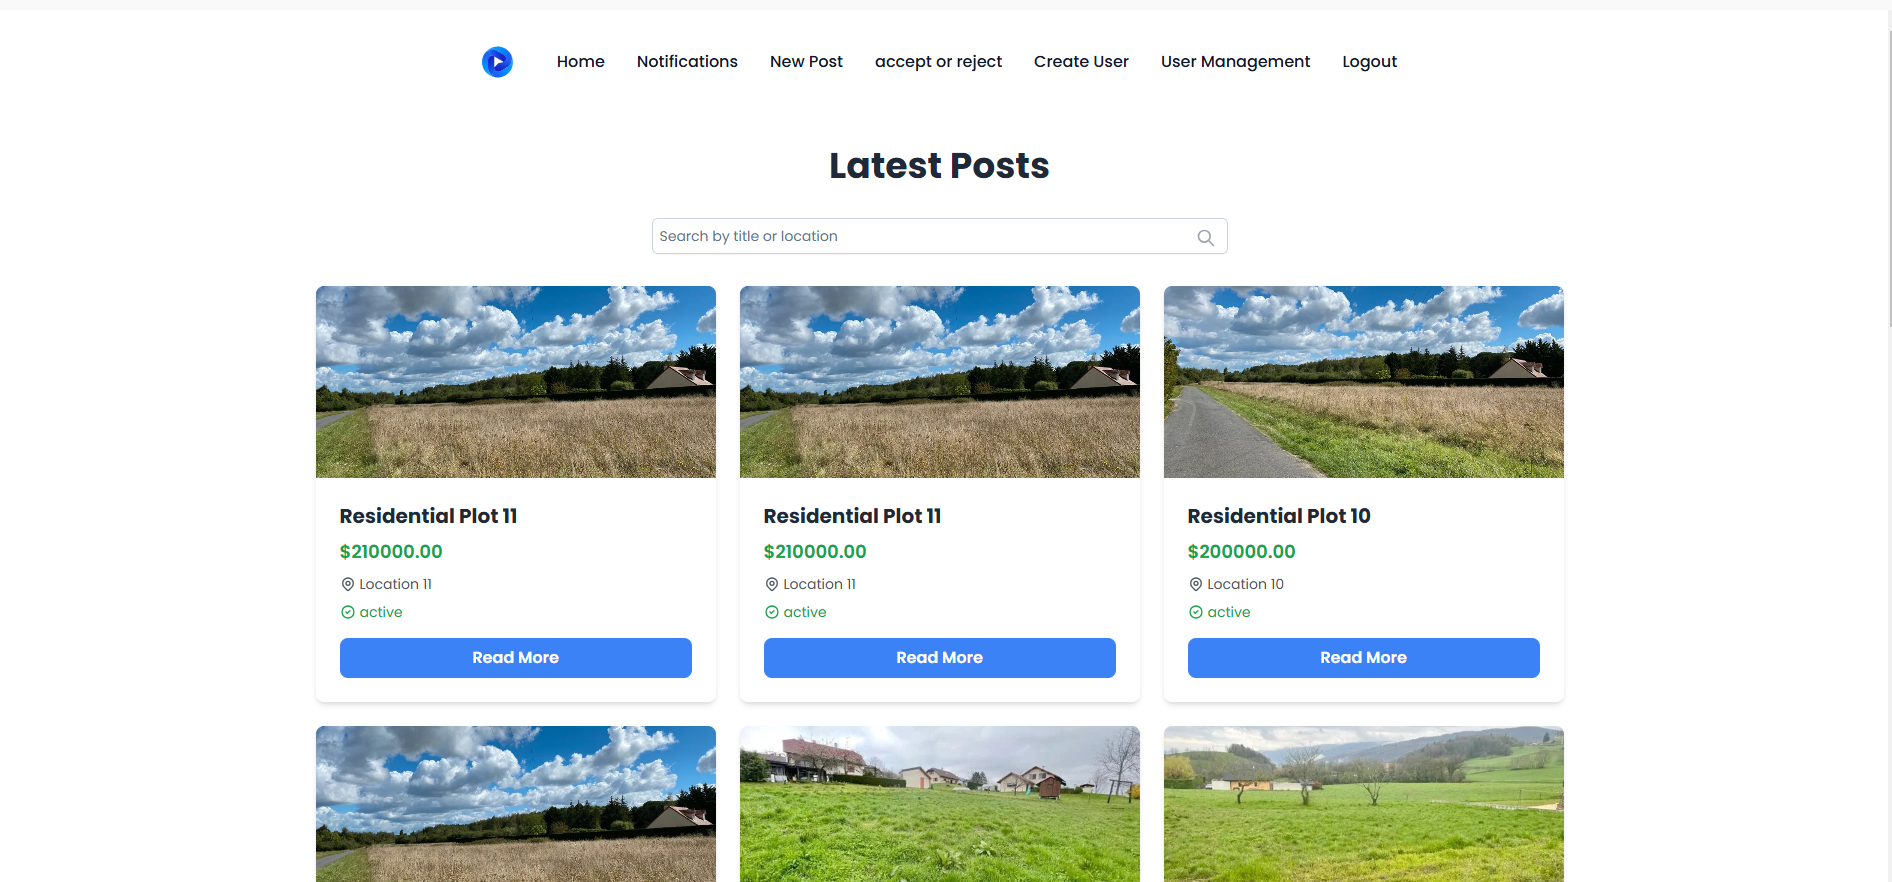 Home Notifications New Post accept or reject Create User User Management Logout
Latest Posts
Search by title or location
Residential Plot 11
$210000.00
Location 11
active
Read More
Residential Plot 11
$210000.00
Location 11
active
Read More
Residential Plot 10
$200000.00
Location 10
active
Read More